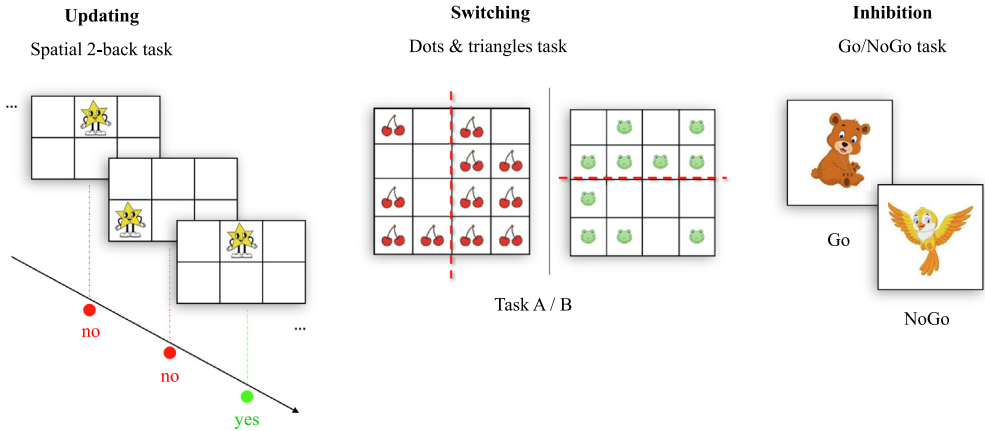 Updating
Spatial 2-back task
...
no
no
yes
...
Switching
Dots & triangles task
Task A / B
Inhibition
Go/NoGo task
Go
NoGo